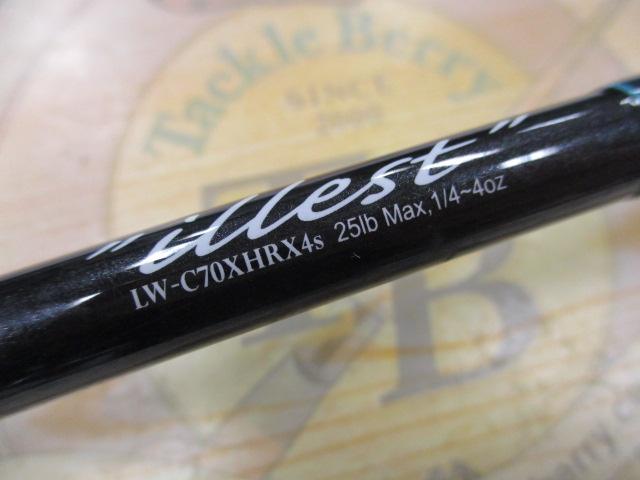 Tackle Berry
SINCE
"illest"
LW-C70XHRX4s 25lb Max,1/4~4oz
B